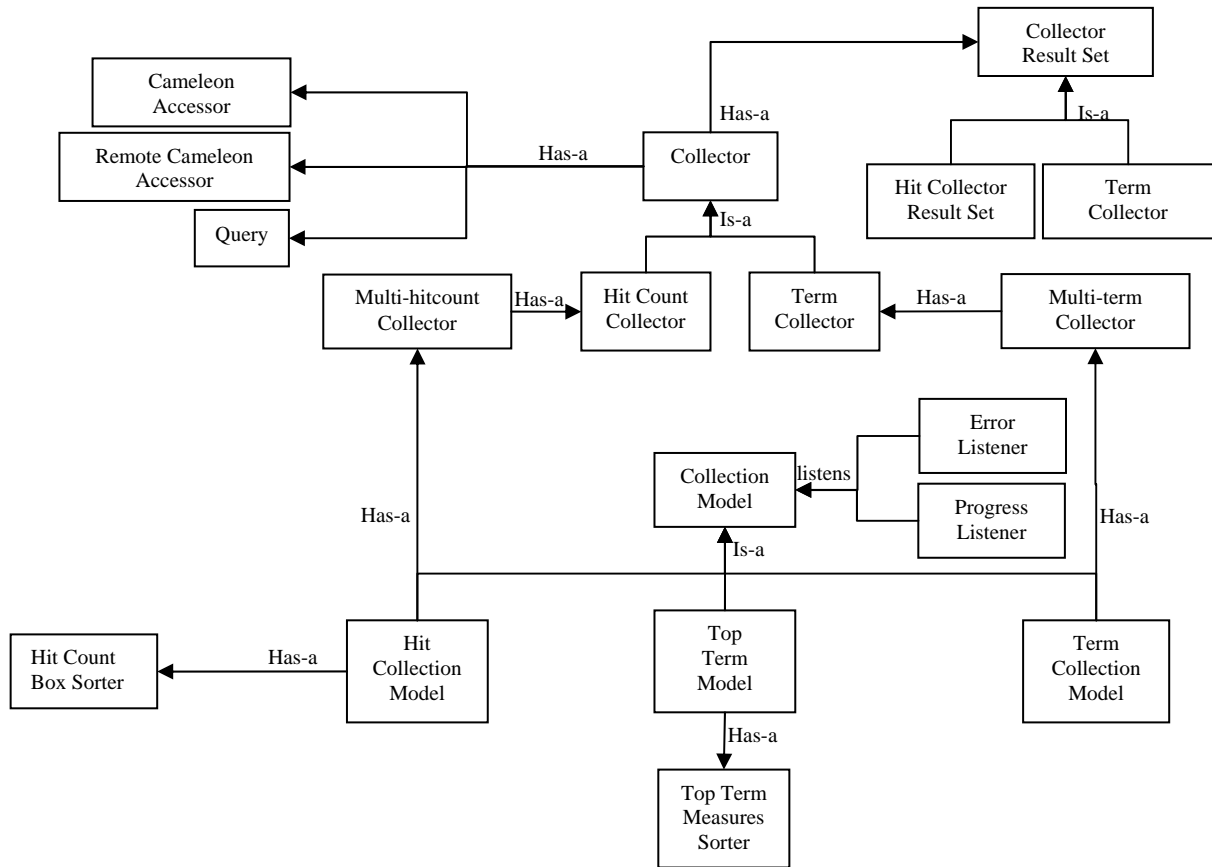 Collector
Result Set
Cameleon
Accessor
Has-a
Is-a
Remote Cameleon
Accessor
Has-a
Collector
Hit Collector
Result Set
Term
Collector
Query
Is-a
Multi-hitcount
Collector
Has-a
Hit Count
Collector
Term
Collector
Has-a
Multi-term
Collector
Error
Listener
Collection
Model
listens
Progress
Listener
Has-a
Has-a
Is-a
Hit Count
Box Sorter
Has-a
Hit
Collection
Model
Top
Term
Model
Term
Collection
Model
Has-a
Top Term
Measures
Sorter